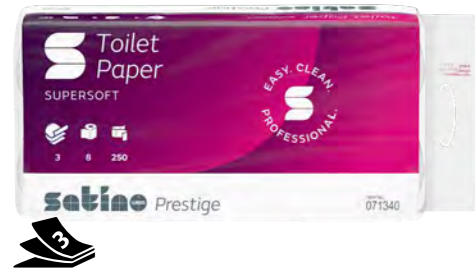 Toilet
Paper
SUPERSOFT
EASY. CLEAN.
PROFESSIONAL.
3 8 250
satino Prestige
071340
3